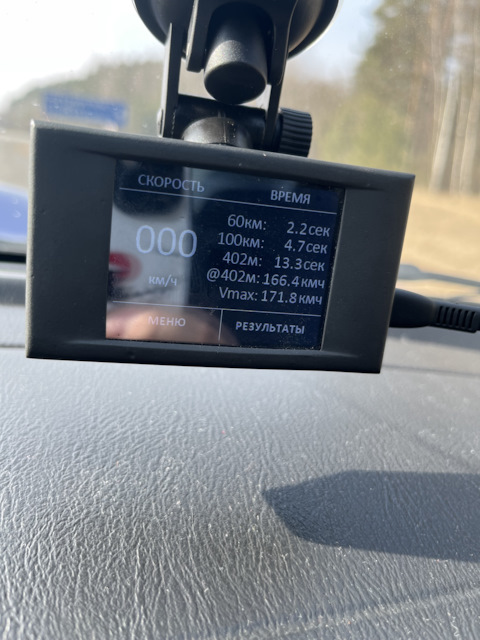 СКОРОСТЬ ВРЕМЯ
000
км/ч
60км: 2.2сек
100км: 4.7сек
402м: 13.3сек
@402м: 166.4кмч
Vmax: 171.8кмч
МЕНЮ РЕЗУЛЬТАТЫ